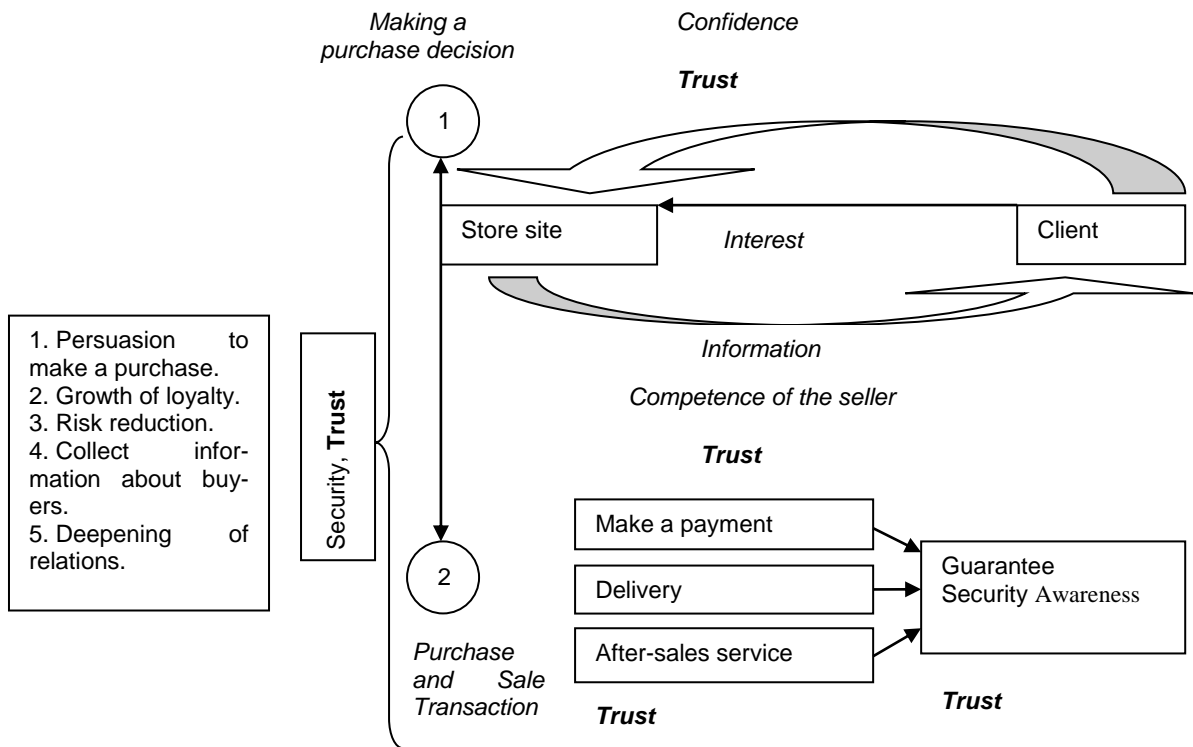 Making a
purchase decision
Confidence
Trust
1
Store site
Interest
Client
Information
Competence of the seller
Trust
1. Persuasion to
make a purchase.
2. Growth of loyalty.
3. Risk reduction.
4. Collect infor-
mation about buy-
ers.
5. Deepening of
relations.
Security, Trust
2
Purchase
and Sale
Transaction
Make a payment
Delivery
After-sales service
Guarantee
Security Awareness
Trust
Trust